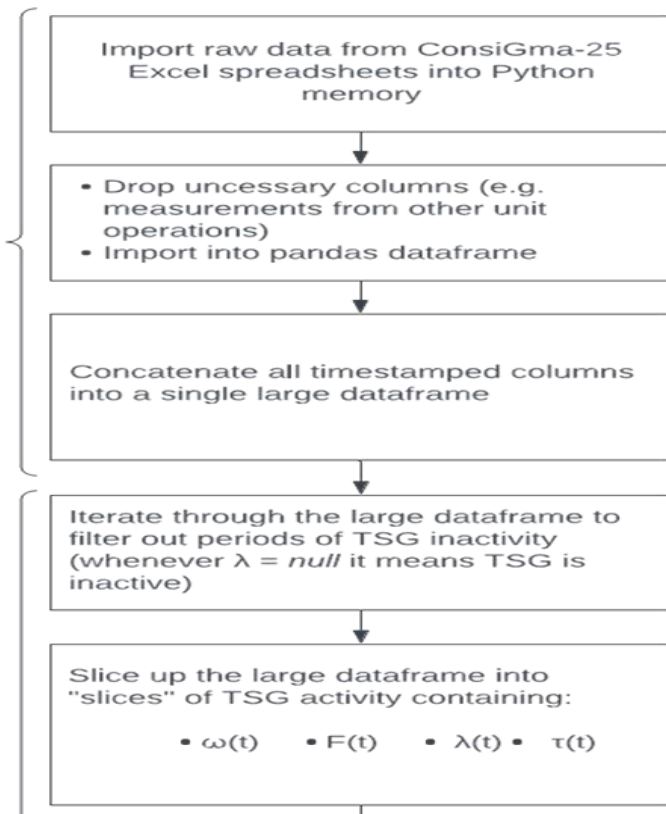 Import raw data from ConsiGma-25
Excel spreadsheets into Python
memory
• Drop uncessary columns (e.g.
measurements from other unit
operations)
• Import into pandas dataframe
Concatenate all timestamped columns
into a single large dataframe
Iterate through the large dataframe to
filter out periods of TSG inactivity
(whenever λ = null it means TSG is
inactive)
Slice up the large dataframe into
"slices" of TSG activity containing:
• ω(t) • F(t) • λ(t) • τ(t)